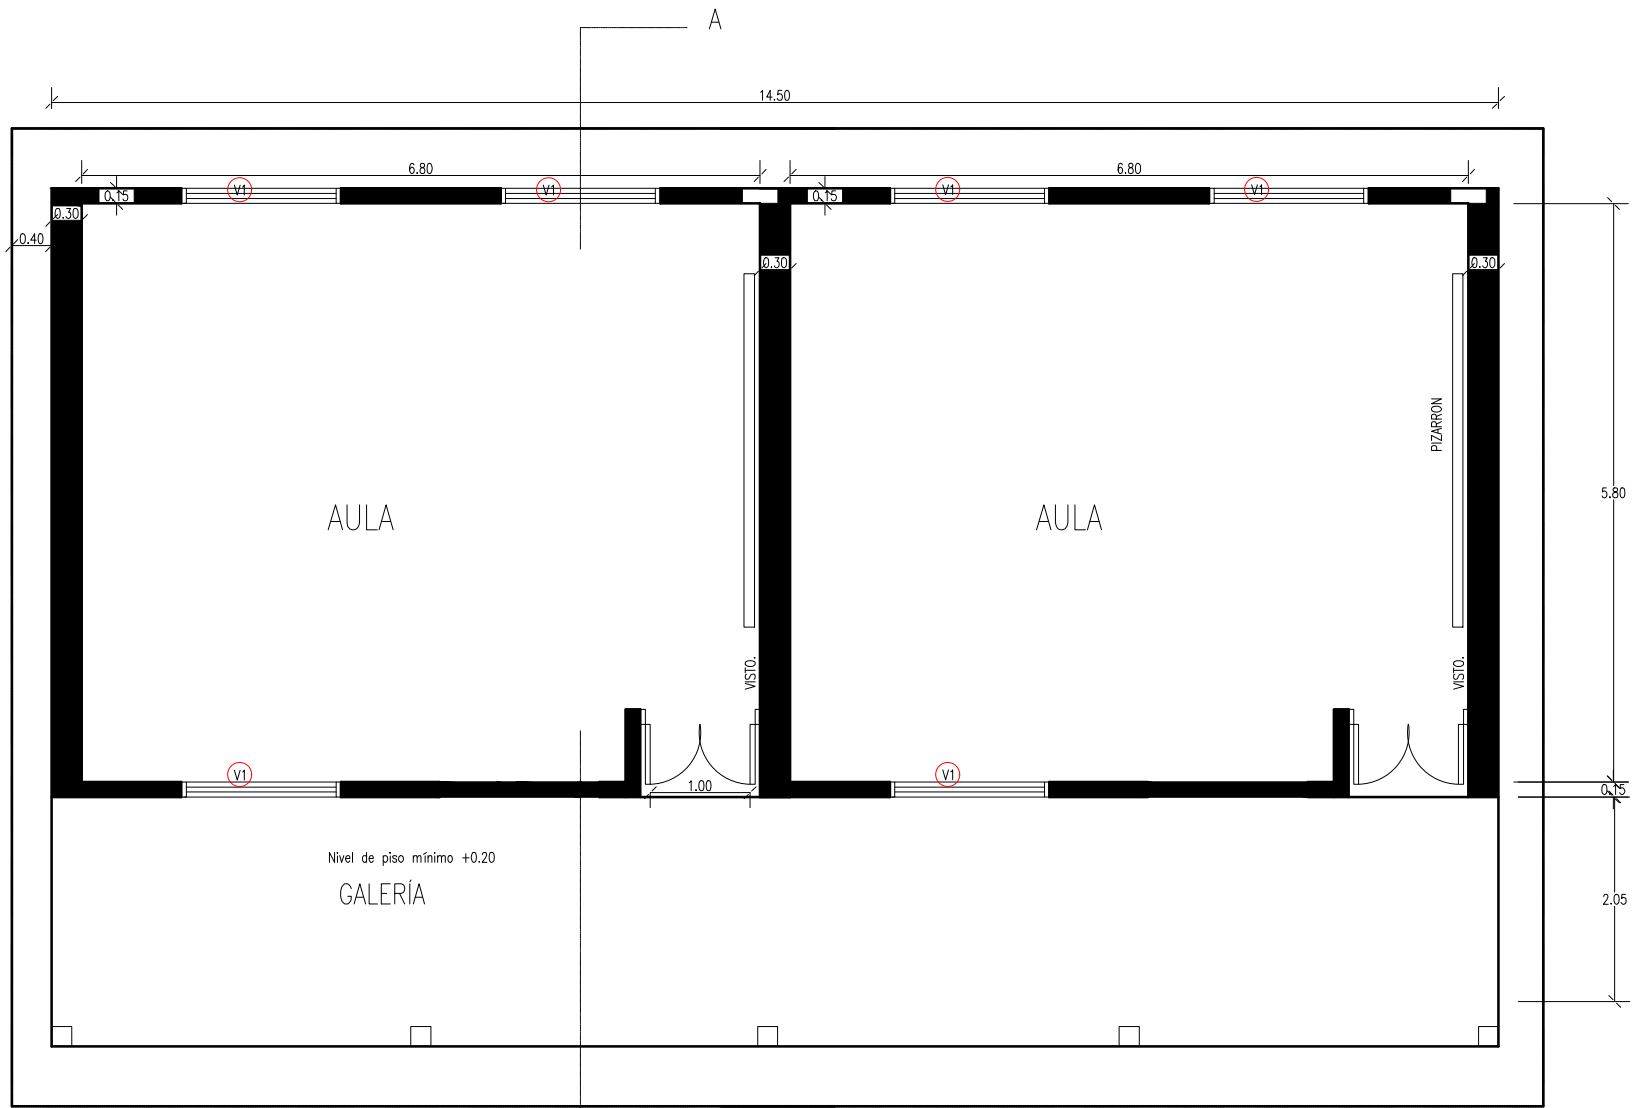 A
14.50
6.80
6.80
0.15
V1
V1
0.15
V1
V1
0.30
0.40
0.30
0.30
PIZARRON
5.80
AULA
AULA
VISTO.
VISTO.
V1
V1
1.00
0.15
Nivel de piso mínimo +0.20
GALERÍA
2.05